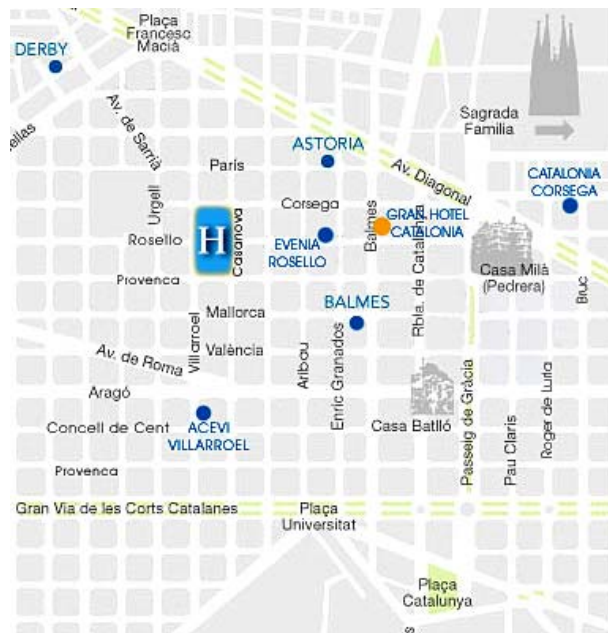 Plaça
Francesc
Macià
DERBY
Sagrada
Familia
ellas
Av. de Sarrià
ASTORIA
París
Av. Diagonal
CATALONIA
CORSEGA
Urgell
Corsega
GRAN HOTEL
CATALONIA
H
Casanova
Balmes
Rosello
EVENIA
ROSELLO
Rbla. de Catalunya
Casa Milà
(Pedrera)
Bruc
Provenca
BALMES
Mallorca
Villarroel
València
Av. de Roma
Aribau
Enric Granados
Passeig de Gràcia
Roger de Luria
Aragó
Casa Batlló
Pau Claris
Concell de Cent
ACEVI
VILLARROEL
Provenca
Gran Via de les Corts Catalanes
Plaça
Universitat
Plaça
Catalunya
s